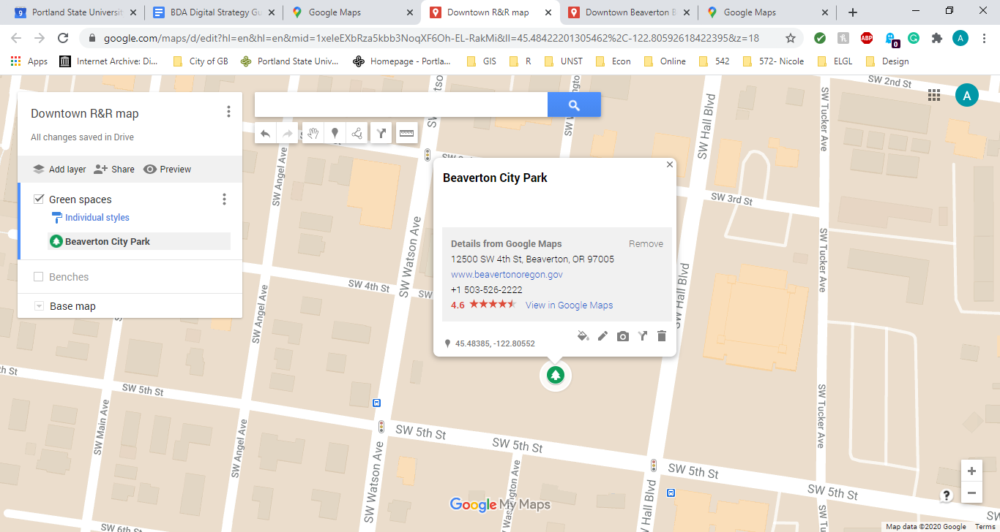 9 Portland State Universit
BDA Digital Strategy Gu
Google Maps
Downtown R&R map
Downtown Beaverton B
Google Maps
google.com/maps/d/edit?hl=en&hl=en&mid=1xeleEXbRza5kbb3NoqXF6Oh-EL-RakMi&ll=45.48422201305462%2C-122.80592618422395&z=18
ABP
0
A
Apps
Internet Archive: Di...
City of GB
Portland State Univ...
Homepage - Portla...
GIS
R
UNST
Econ
Online
542
572- Nicole
ELGL
Design
Downtown R&R map
All changes saved in Drive
Add layer
Share
Preview
Green spaces
Individual styles
Beaverton City Park
Benches
Base map
A
SW 2nd St
SW Tucker Ave
SW Hall Blvd
SW Angel Ave
SW 3rd St
SW Watson Ave
SW Tucker Ave
Beaverton City Park
Details from Google Maps
Remove
12500 SW 4th St, Beaverton, OR 97005
www.beavertonoregon.gov
+1 503-526-2222
4.6
View in Google Maps
45.48385, -122.80552
SW 4th St
SW Hall Blvd
SW Angel Ave
SW 5th St
SW Main Ave
SW Angel Ave
SW 5th St
SW 5th St
SW Tucker Ave
SW Watson Ave
SW 5th St
SW 5th St
SW Hall Blvd
SW 6th St
Google My Maps
?
Map data ©2020 Google
Terms